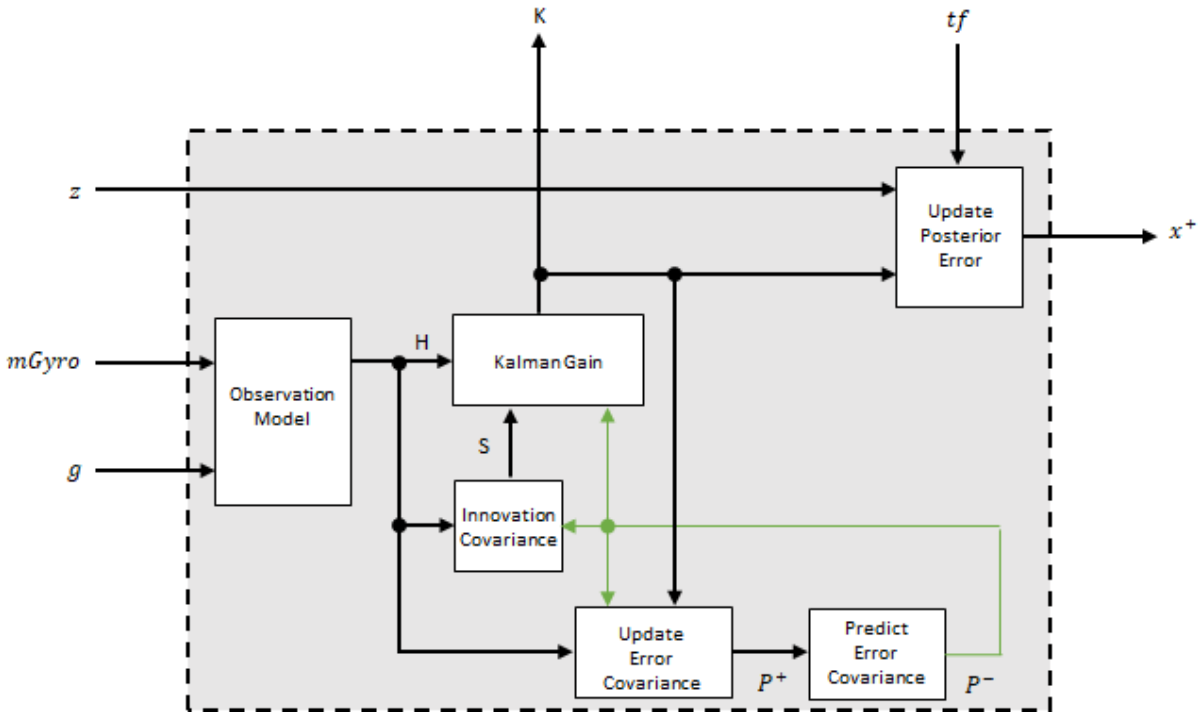 K
tf
z
Update
Posterior
Error
x⁺
mGyro
H
Kalman Gain
Observation
Model
g
S
Innovation
Covariance
Update
Error
Covariance
P⁺
Predict
Error
Covariance
P⁻